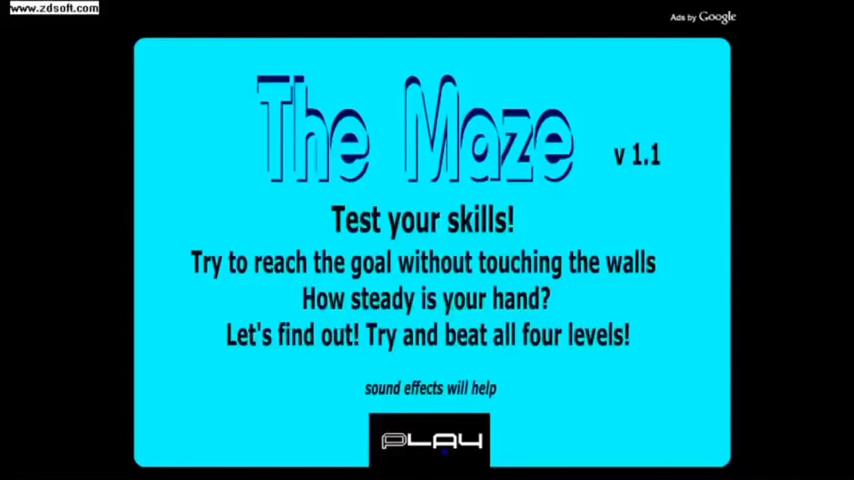 www.zdsoft.com
Ads by Google
The Maze
v 1.1
Test your skills!
Try to reach the goal without touching the walls
How steady is your hand?
Let's find out! Try and beat all four levels!
sound effects will help
PLAY